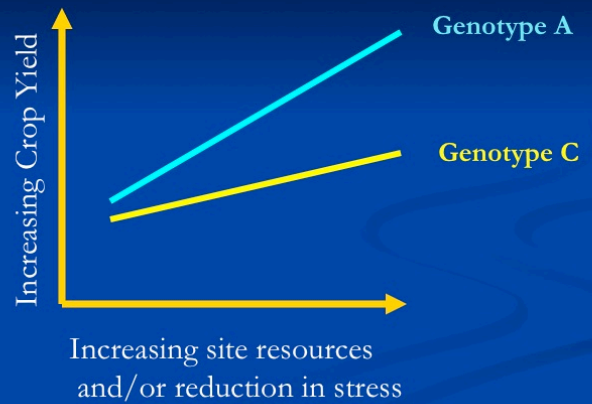 Genotype A
Increasing Crop Yield
Genotype C
Increasing site resources
and/or reduction in stress